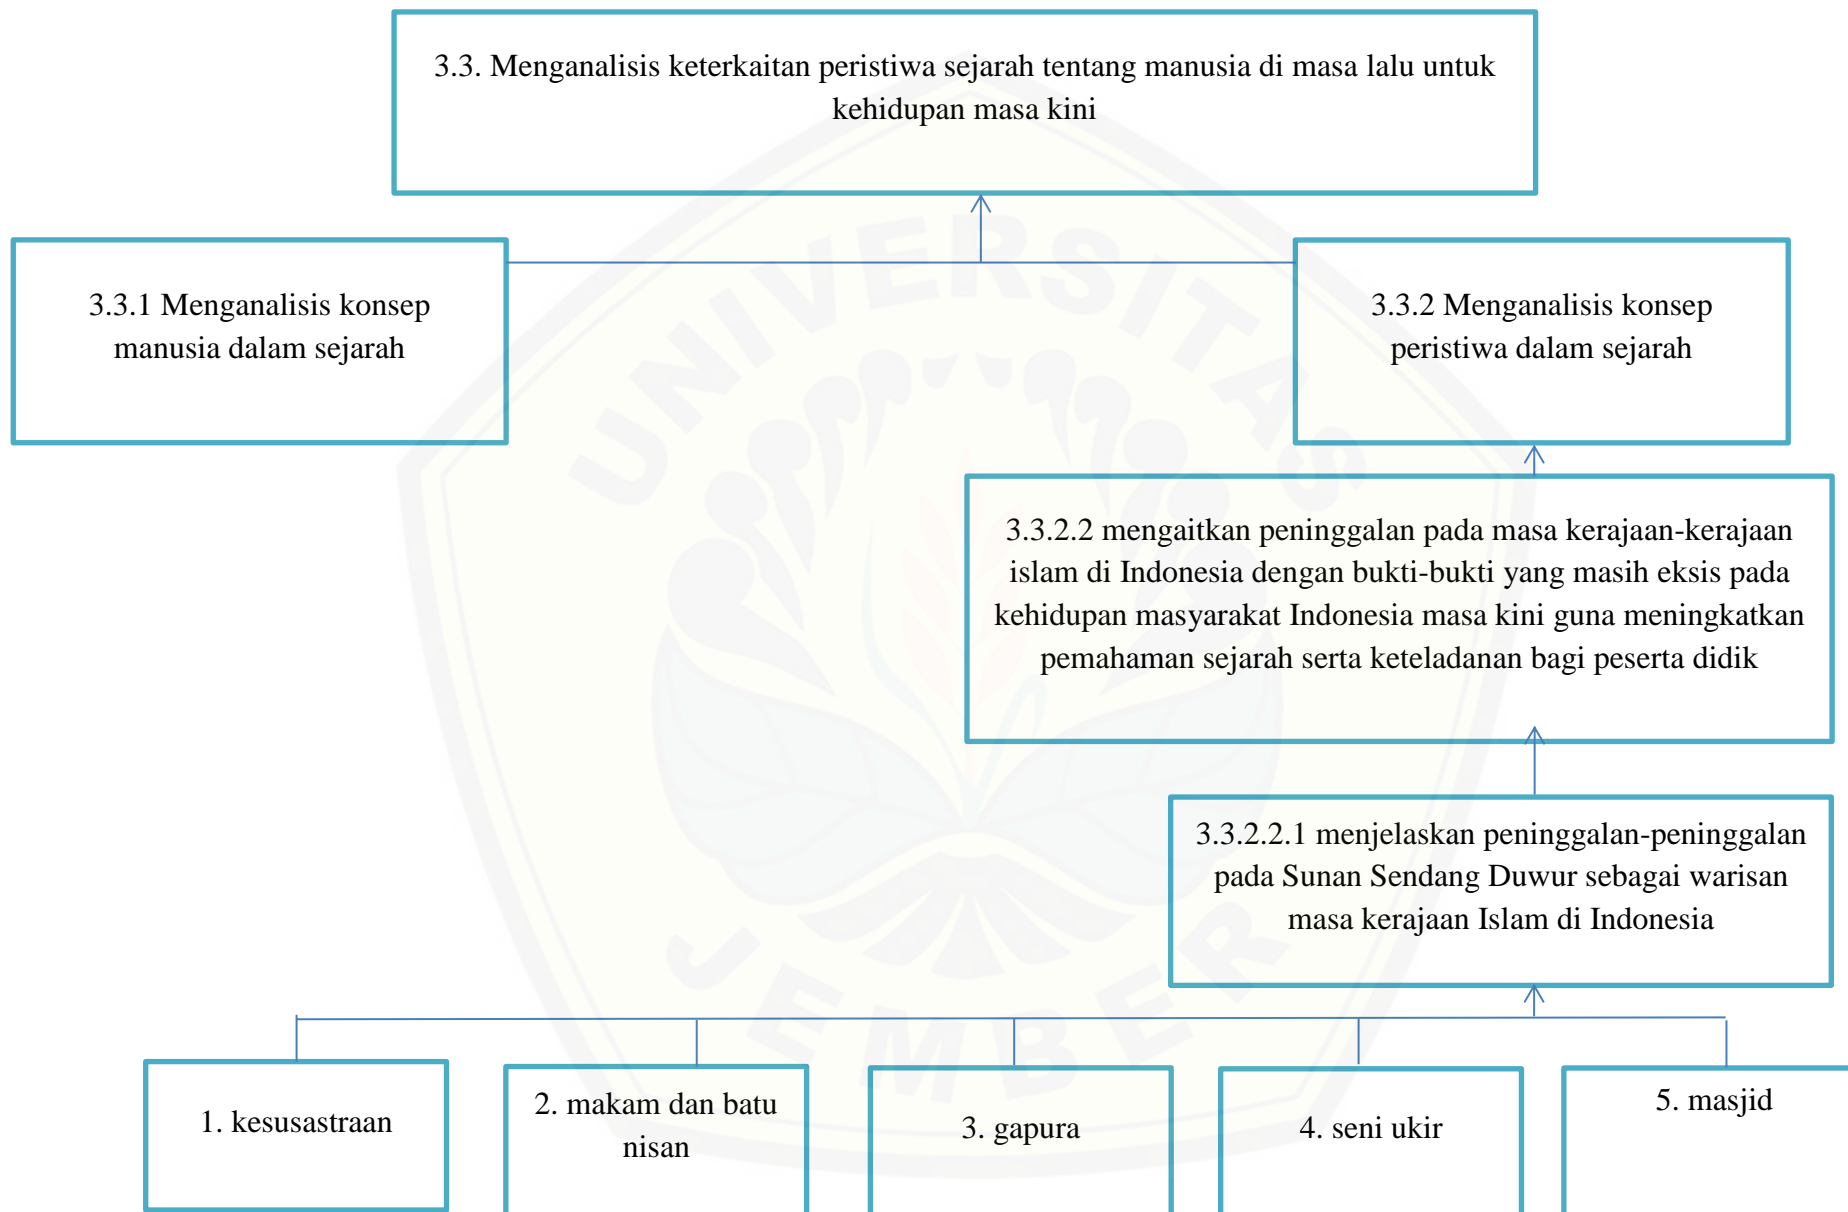 3.3. Menganalisis keterkaitan peristiwa sejarah tentang manusia di masa lalu untuk
kehidupan masa kini
3.3.1 Menganalisis konsep
manusia dalam sejarah
3.3.2 Menganalisis konsep
peristiwa dalam sejarah
3.3.2.2 mengaitkan peninggalan pada masa kerajaan-kerajaan
islam di Indonesia dengan bukti-bukti yang masih eksis pada
kehidupan masyarakat Indonesia masa kini guna meningkatkan
pemahaman sejarah serta keteladanan bagi peserta didik
3.3.2.2.1 menjelaskan peninggalan-peninggalan
pada Sunan Sendang Duwur sebagai warisan
masa kerajaan Islam di Indonesia
1. kesusastraan
2. makam dan batu
nisan
3. gapura
4. seni ukir
5. masjid
UNIVERSITAS
JEMBER